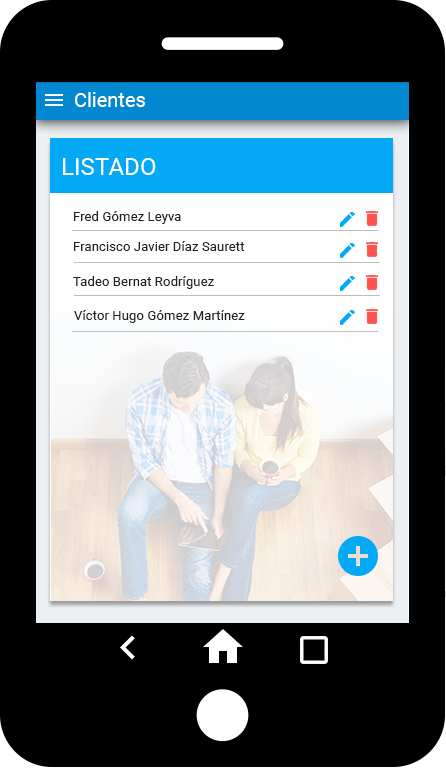 Clientes
LISTADO
Fred Gómez Leyva
Francisco Javier Díaz Saurett
Tadeo Bernat Rodríguez
Víctor Hugo Gómez Martínez